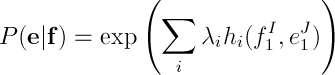 P(e|f) = exp(∑_i λ_i h_i(f_1^I, e_1^J))